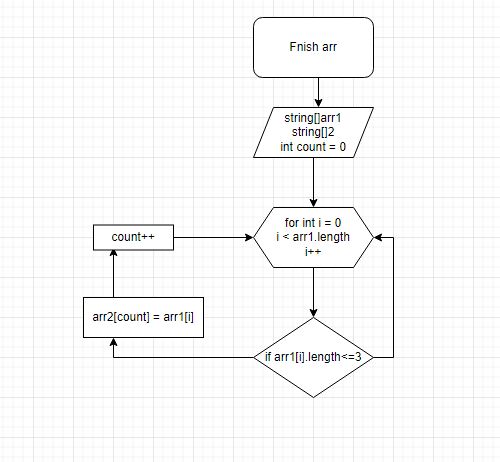 Fnish arr
string[]arr1
string[]2
int count = 0
for int i = 0
i < arr1.length
i++
count++
arr2[count] = arr1[i]
if arr1[i].length<=3